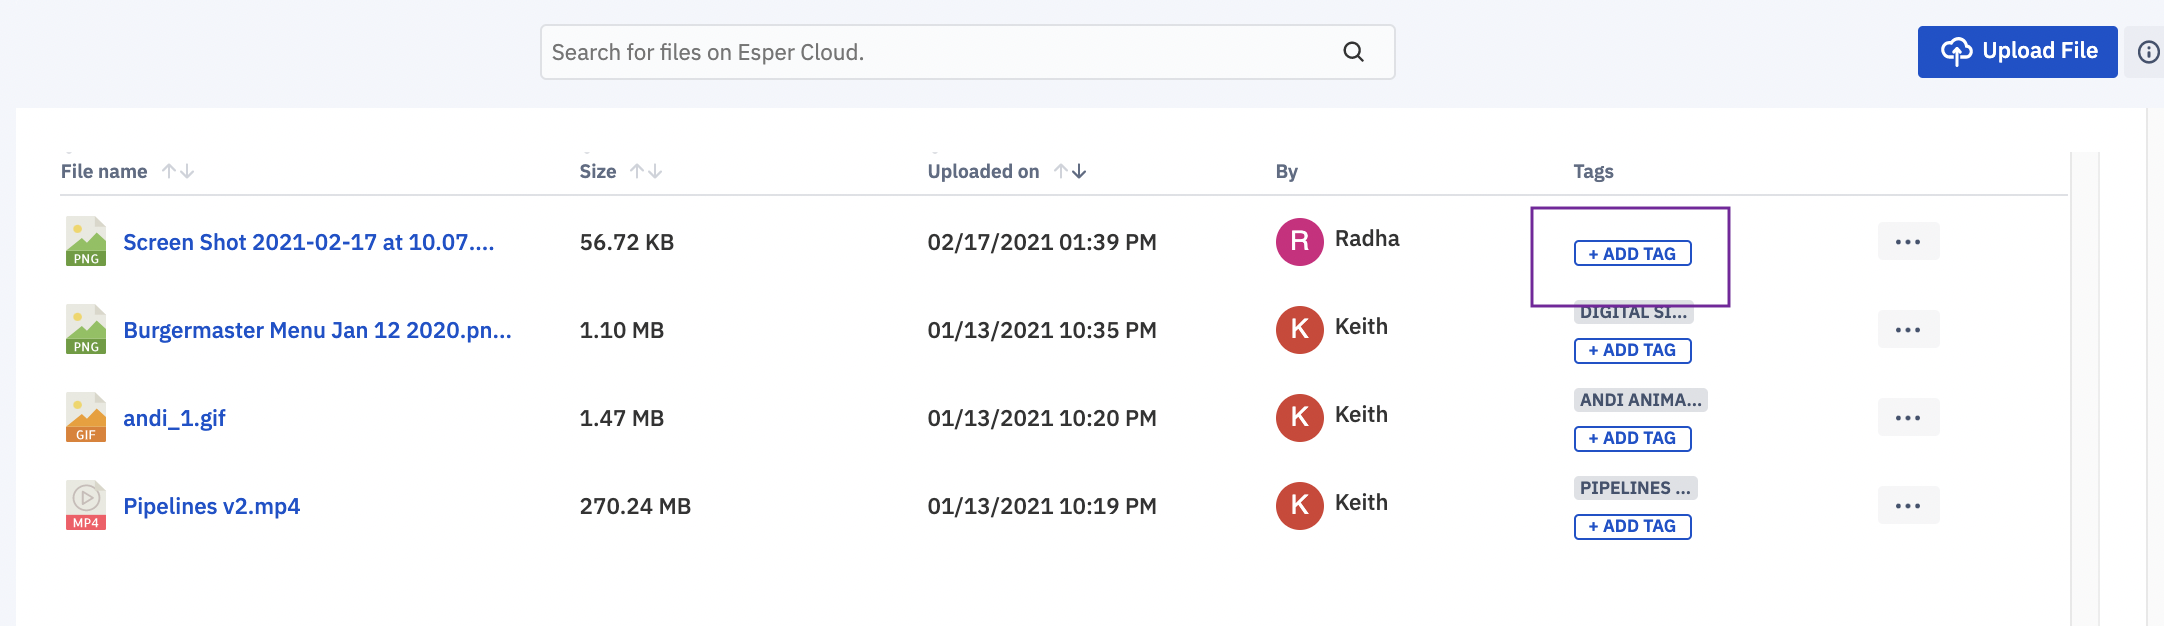 Search for files on Esper Cloud.
Upload File
File name Size Uploaded on By Tags
PNG Screen Shot 2021-02-17 at 10.07.... 56.72 KB 02/17/2021 01:39 PM R Radha + ADD TAG ...
PNG Burgermaster Menu Jan 12 2020.pn... 1.10 MB 01/13/2021 10:35 PM K Keith DIGITAL SI... ...
+ ADD TAG
GIF andi_1.gif 1.47 MB 01/13/2021 10:20 PM K Keith ANDI ANIMA... ...
+ ADD TAG
MP4 Pipelines v2.mp4 270.24 MB 01/13/2021 10:19 PM K Keith PIPELINES ... ...
+ ADD TAG